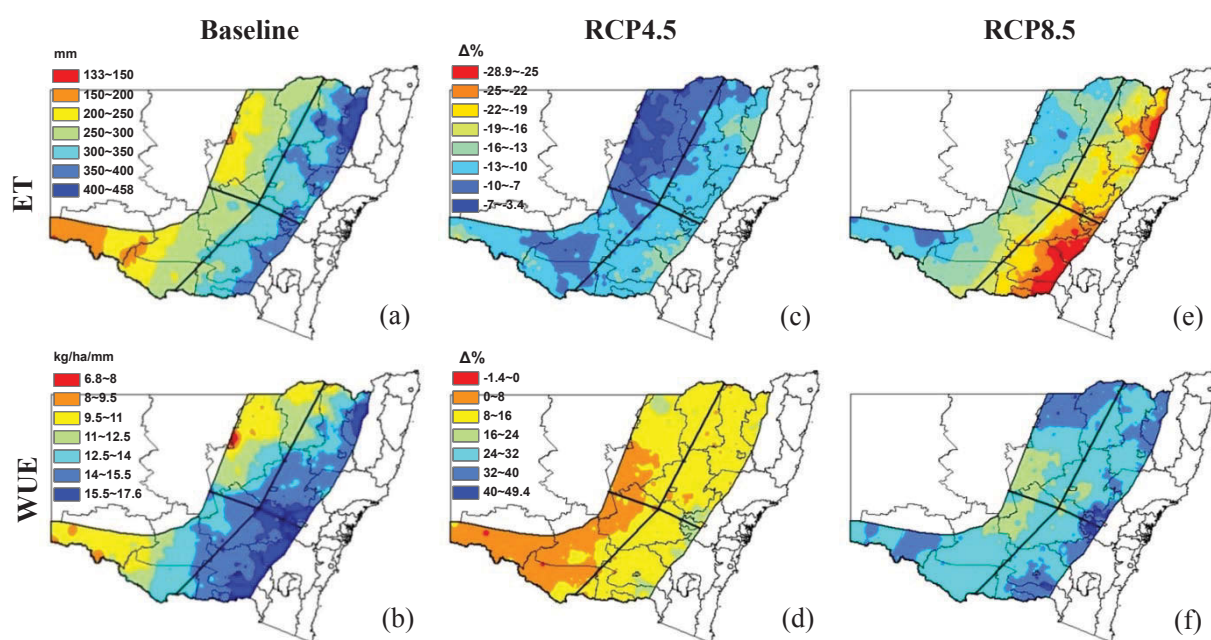 Baseline
RCP4.5
RCP8.5
ET
mm
133~150
150~200
200~250
250~300
300~350
350~400
400~458
(a)
Δ%
-28.9~-25
-25~-22
-22~-19
-19~-16
-16~-13
-13~-10
-10~-7
-7~-3.4
(c)
(e)
WUE
kg/ha/mm
6.8~8
8~9.5
9.5~11
11~12.5
12.5~14
14~15.5
15.5~17.6
(b)
Δ%
-1.4~0
0~8
8~16
16~24
24~32
32~40
40~49.4
(d)
(f)